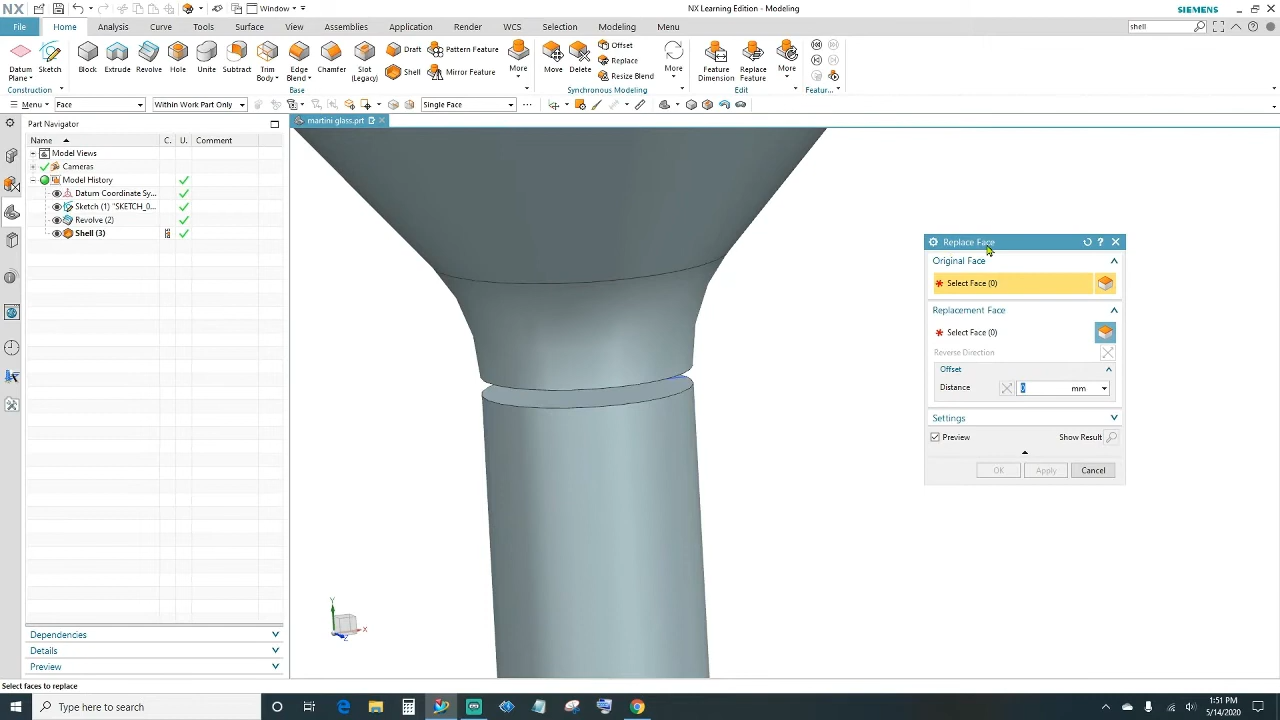 NX
Window
NX Learning Edition - Modeling
SIEMENS
File Home Analysis Curve Tools Surface Assemblies Application Render WCS Selection Modeling Menu
shell
Datum Plane Sketch Block Extrude Revolve Hole Unite Subtract Trim Body Edge Blend Chamfer Slot (Legacy) Draft Shell Pattern Feature Mirror Feature More Move Delete Offset Replace Resize Blend More Feature Dimension Replace Feature More
Construction Base Synchronous Modeling Edit Featur...
Menu Face Within Work Part Only Single Face
Part Navigator
martini glass.prt
Name C. U. Comment
Model Views
Cameras
Model History
Datum Coordinate Sy...
Sketch (1) "SKETCH_0...
Revolve (2)
Shell (3)
Replace Face
Original Face
* Select Face (0)
Replacement Face
* Select Face (0)
Reverse Direction
Offset
Distance 0 mm
Settings
Preview Show Result
OK Apply Cancel
Y
X
Z
Dependencies
Details
Preview
Select faces to replace
Type here to search
1:51 PM
5/14/2020